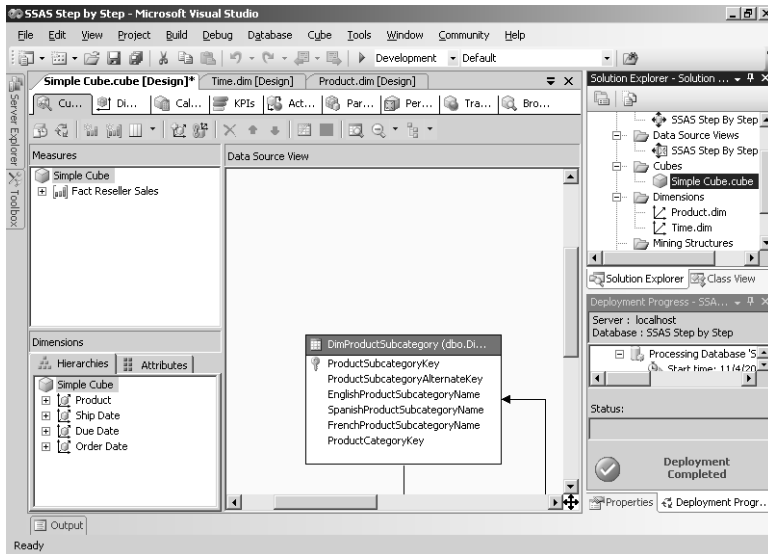 SSAS Step by Step - Microsoft Visual Studio
File Edit View Project Build Debug Database Cube Tools Window Community Help
Development Default
Simple Cube.cube [Design]* Time.dim [Design] Product.dim [Design]
Cu... Di... Cal... KPIs Act... Par... Per... Tra... Bro...
Server Explorer
Toolbox
Measures
Simple Cube
Fact Reseller Sales
Dimensions
Hierarchies Attributes
Simple Cube
Product
Ship Date
Due Date
Order Date
Data Source View
DimProductSubcategory (dbo.Di...
ProductSubcategoryKey
ProductSubcategoryAlternateKey
EnglishProductSubcategoryName
SpanishProductSubcategoryName
FrenchProductSubcategoryName
ProductCategoryKey
Solution Explorer - Solution ...
SSAS Step By Step
Data Source Views
SSAS Step By Step
Cubes
Simple Cube.cube
Dimensions
Product.dim
Time.dim
Mining Structures
Solution Explorer Class View
Deployment Progress - SSA...
Server : localhost
Database : SSAS Step by Step
Processing Database 'S
Start time: 11/4/20
Status:
Deployment
Completed
Properties Deployment Progr...
Output
Ready